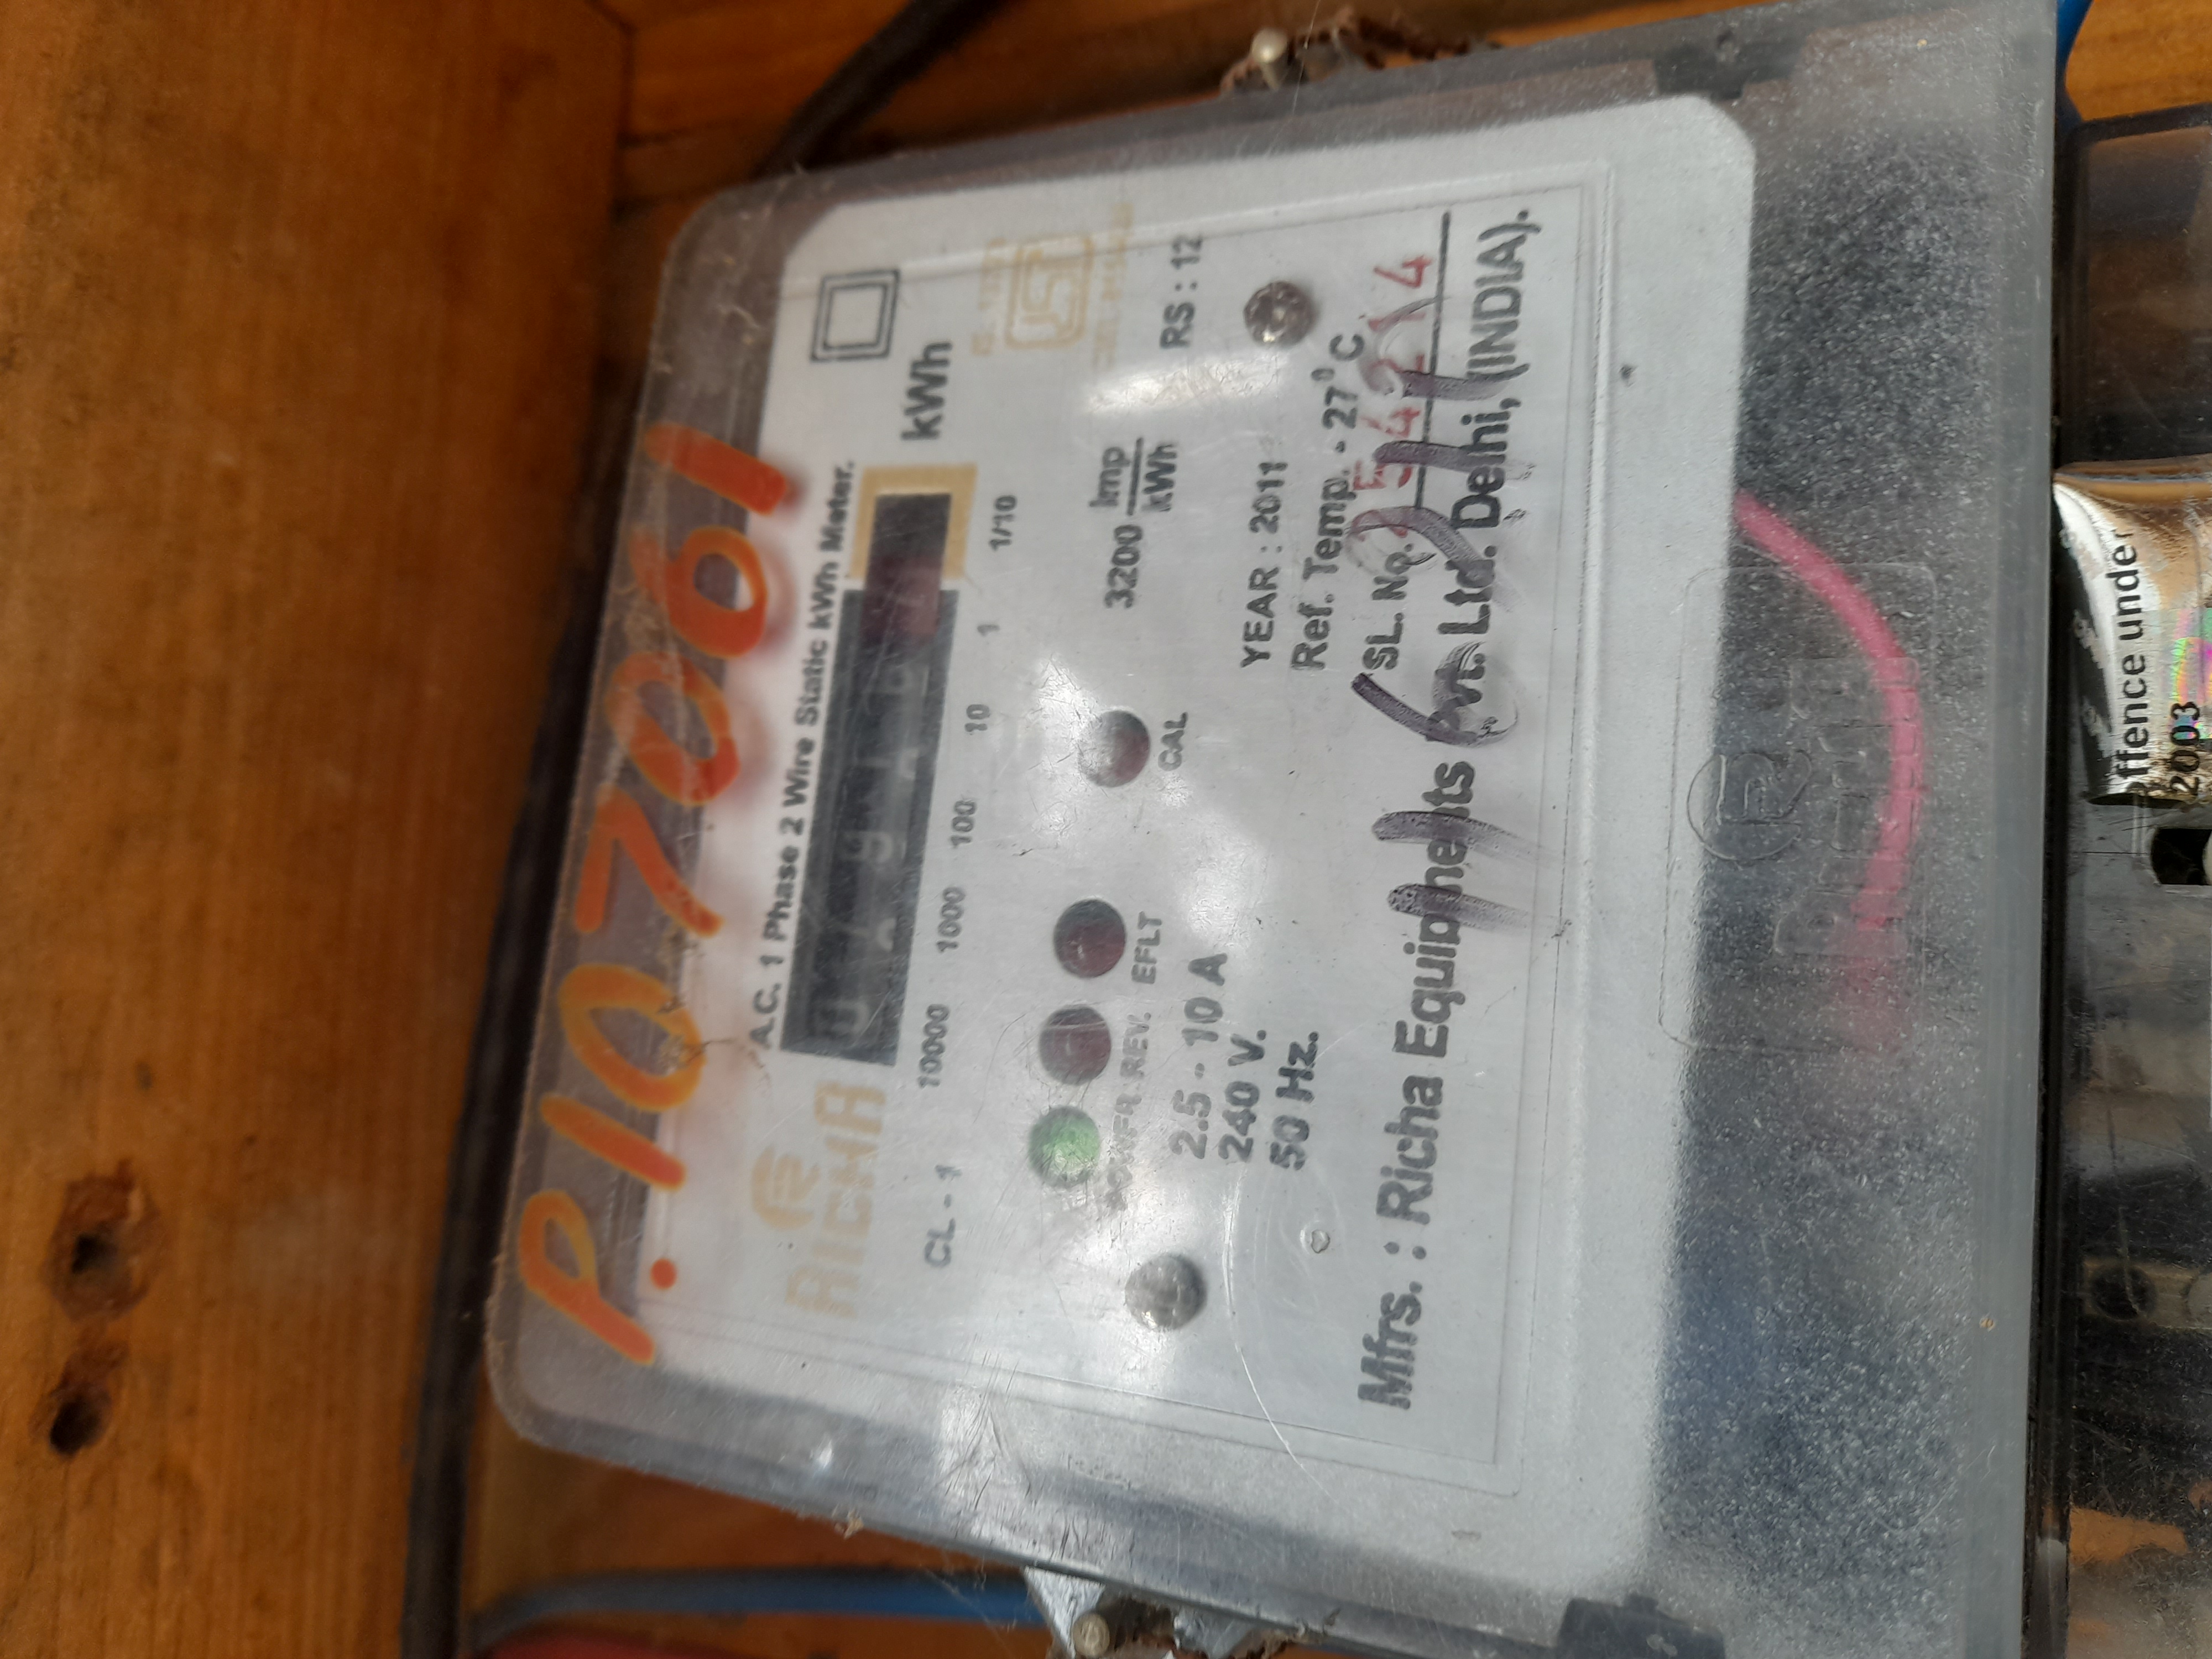 P.107061
A.C. 1 Phase 2 Wire Static kWh Meter.
RICHA
kWh
CL - 1
10000 1000 100 10 1 1/10
3200 Imp/kWh
RS : 12
POWER REV. EFLT CAL
2.5 - 10 A
240 V.
50 Hz.
YEAR : 2011
Ref. Temp. - 27⁰ C
SL. No.
Mfrs. : Richa Equipments Pvt. Ltd. Delhi, (INDIA).
R
ffence under
2003